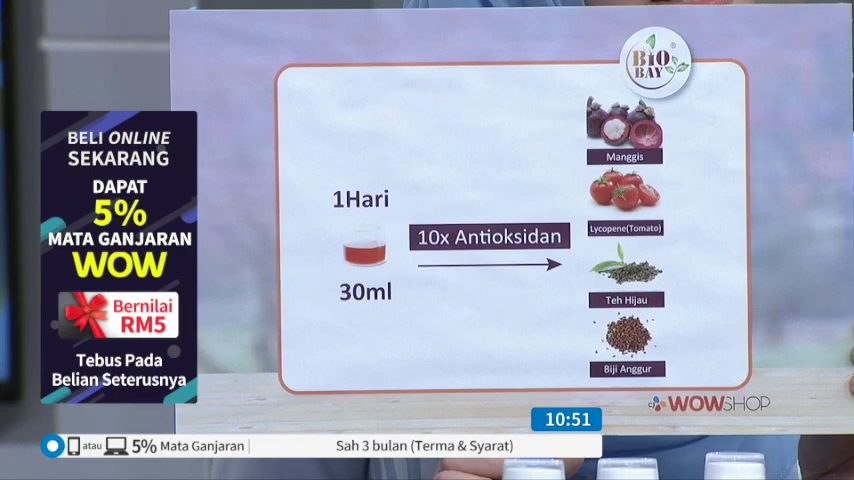 BELI ONLINE
SEKARANG
DAPAT
5%
MATA GANJARAN
WOW
Bernilai
RM5
Tebus Pada
Belian Seterusnya
BiO
BAY
®
1Hari
30ml
10x Antioksidan
Manggis
Lycopene(Tomato)
Teh Hijau
Biji Anggur
WOWSHOP
10:51
atau 5% Mata Ganjaran
Sah 3 bulan (Terma & Syarat)